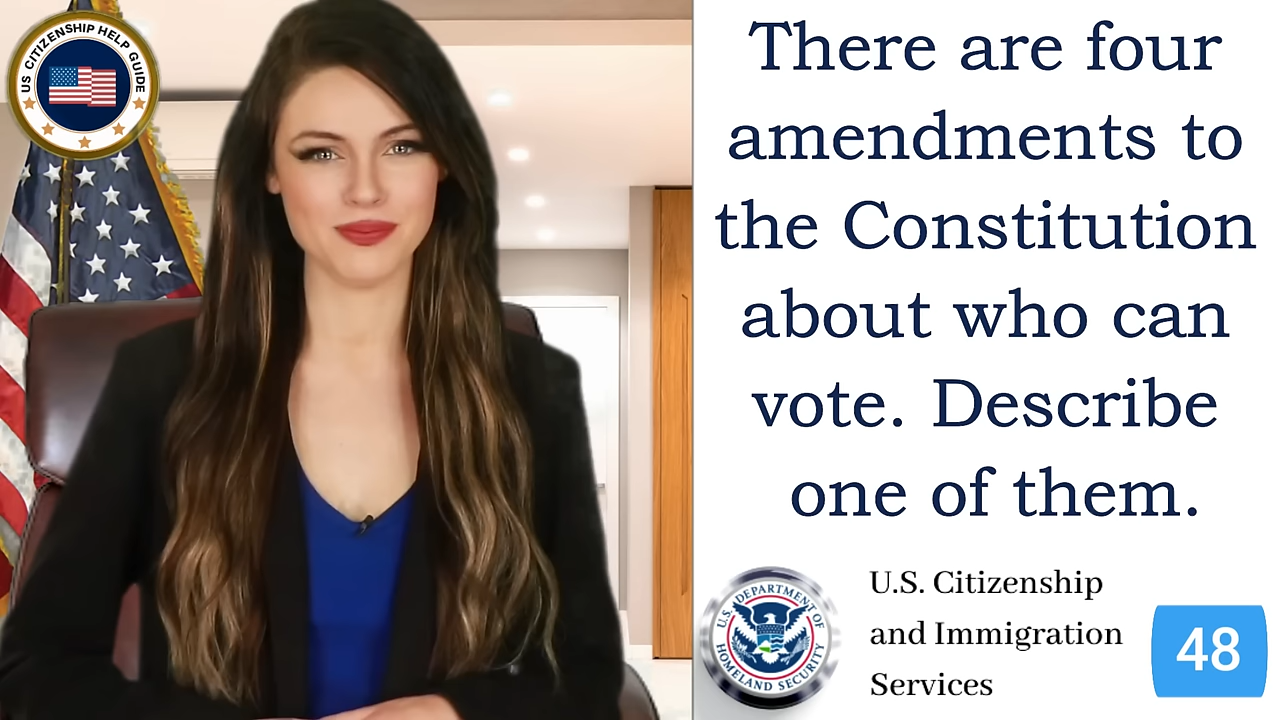 US CITIZENSHIP HELP GUIDE
There are four
amendments to
the Constitution
about who can
vote. Describe
one of them.
U.S. DEPARTMENT OF
HOMELAND SECURITY
U.S. Citizenship
and Immigration
Services
48